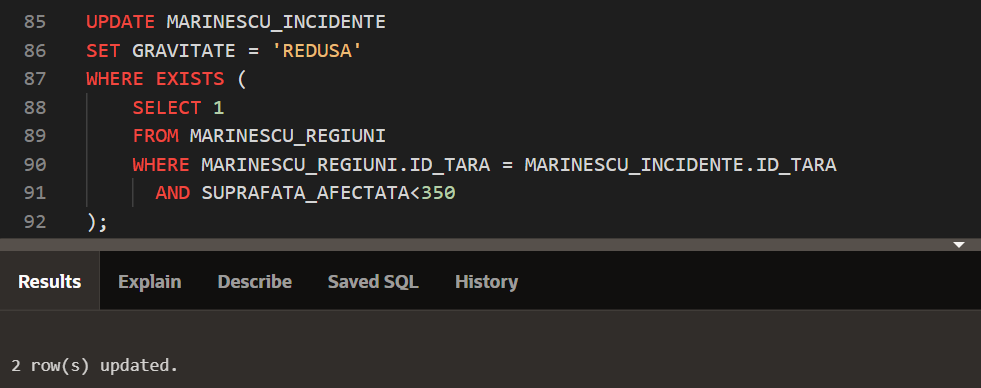 85 UPDATE MARINESCU_INCIDENTE
86 SET GRAVITATE = 'REDUSA'
87 WHERE EXISTS (
88 SELECT 1
89 FROM MARINESCU_REGIUNI
90 WHERE MARINESCU_REGIUNI.ID_TARA = MARINESCU_INCIDENTE.ID_TARA
91 AND SUPRAFATA_AFECTATA<350
92 );
Results Explain Describe Saved SQL History
2 row(s) updated.